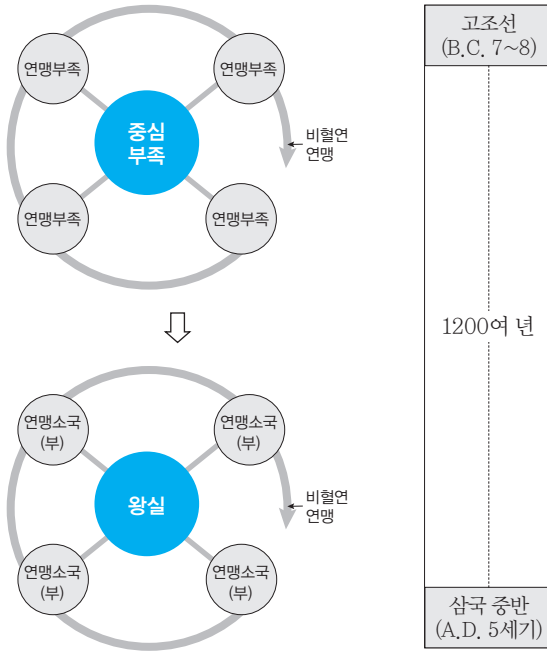 연맹부족
연맹부족
중심
부족
비혈연
연맹
연맹부족
연맹부족
연맹소국
(부)
연맹소국
(부)
왕실
비혈연
연맹
연맹소국
(부)
연맹소국
(부)
고조선
(B.C. 7~8)
1200여 년
삼국 중반
(A.D. 5세기)